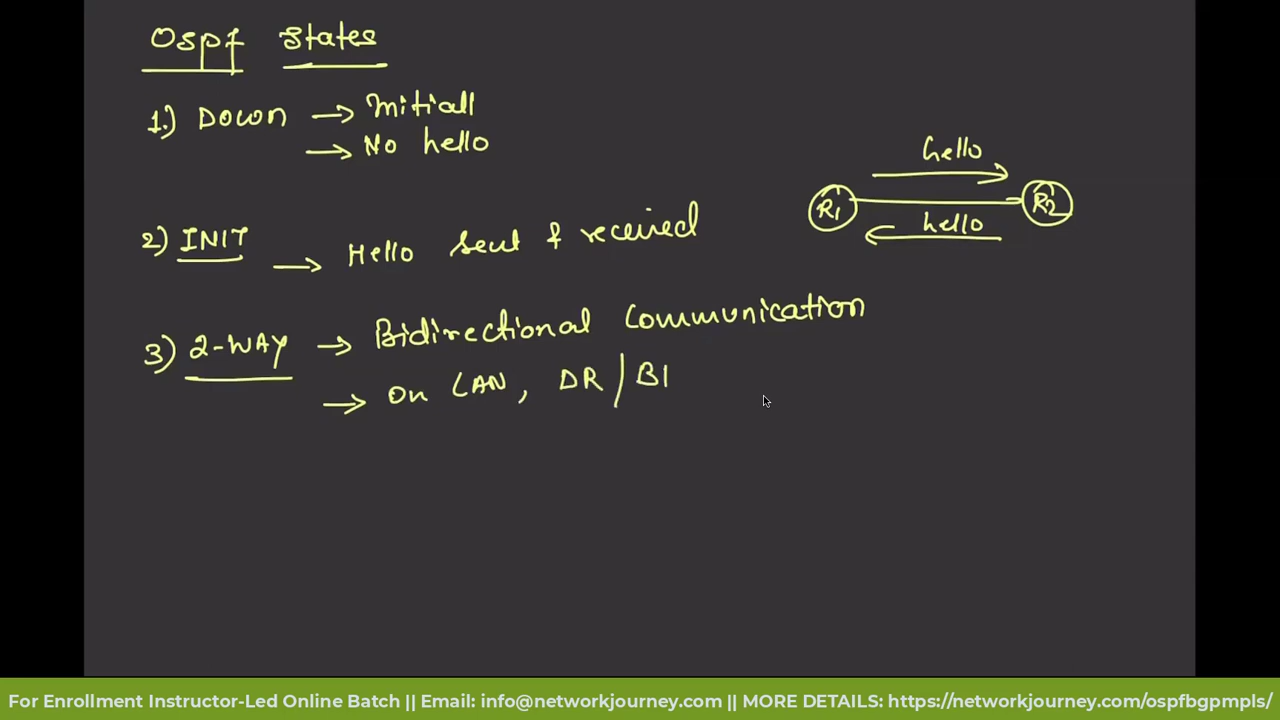 Ospf States
1.) Down → Initiall
→ No hello
hello
R1 R2
hello
2) INIT → Hello Sent & received
3) 2-WAY → Bidirectional Communication
→ On LAN, DR/BI
For Enrollment Instructor-Led Online Batch || Email: info@networkjourney.com || MORE DETAILS: https://networkjourney.com/ospfbgpmpls/